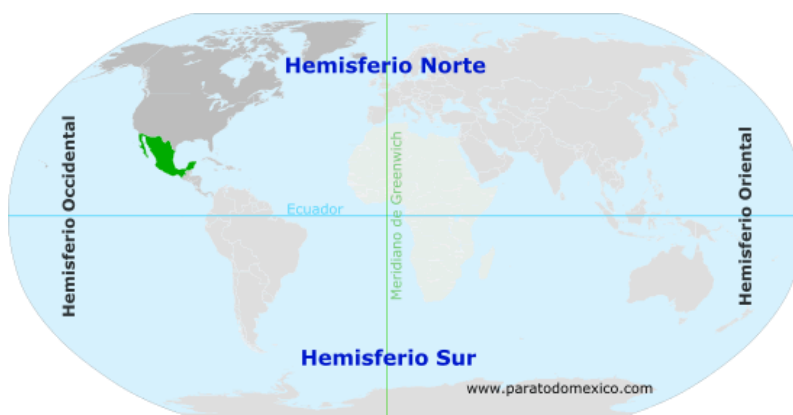 Hemisferio Norte
Hemisferio Occidental
Meridiano de Greenwich
Hemisferio Oriental
Ecuador
Hemisferio Sur
www.paratodomexico.com